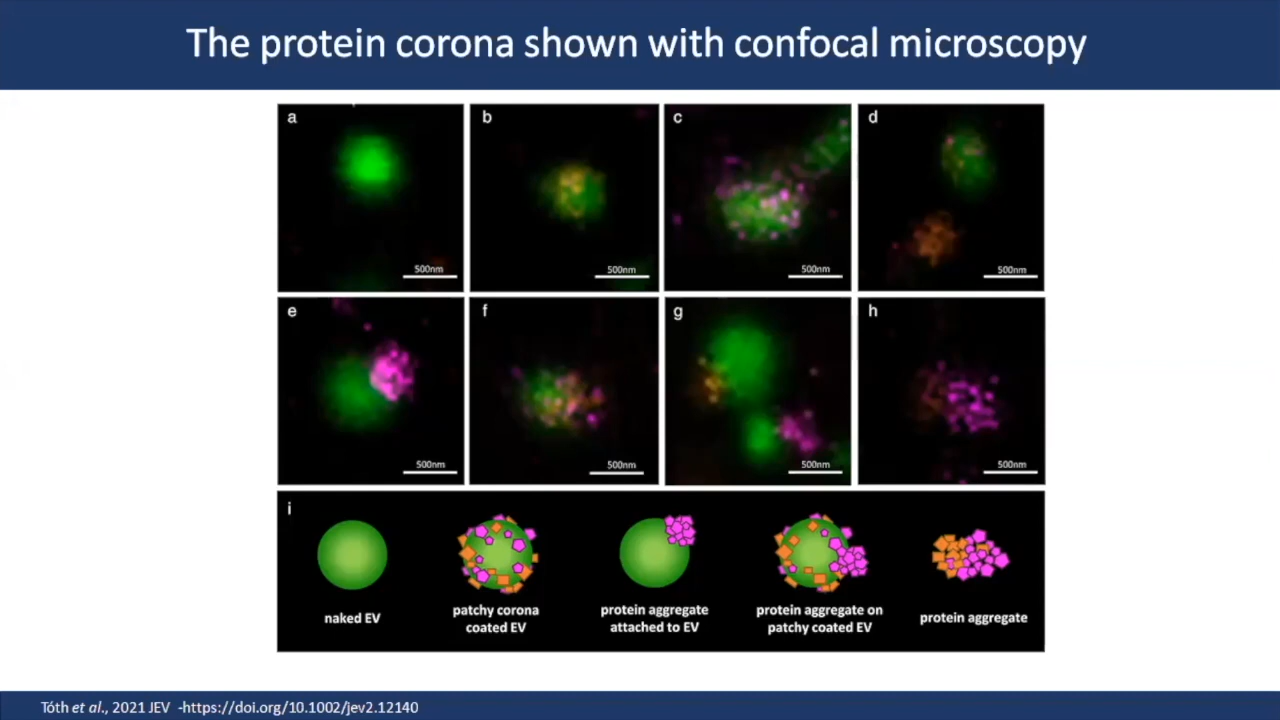 The protein corona shown with confocal microscopy
a
b
c
d
500nm
500nm
500nm
500nm
e
f
g
h
500nm
500nm
500nm
500nm
i
naked EV
patchy corona
coated EV
protein aggregate
attached to EV
protein aggregate on
patchy coated EV
protein aggregate
Tóth et al., 2021 JEV -https://doi.org/10.1002/jev2.12140